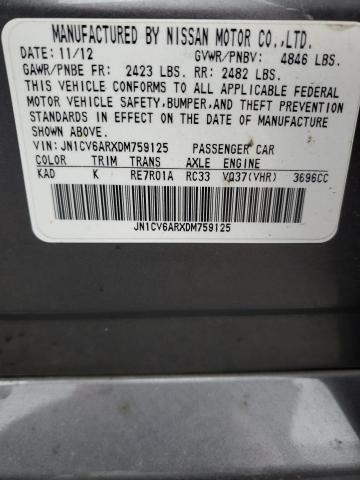 MANUFACTURED BY NISSAN MOTOR CO.,LTD.
DATE: 11/12 GVWR/PNBV: 4846 LBS.
GAWR/PNBE FR: 2423 LBS. RR: 2482 LBS.
THIS VEHICLE CONFORMS TO ALL APPLICABLE FEDERAL
MOTOR VEHICLE SAFETY,BUMPER,AND THEFT PREVENTION
STANDARDS IN EFFECT ON THE DATE OF MANUFACTURE
SHOWN ABOVE.
VIN: JN1CV6ARXDM759125 PASSENGER CAR
COLOR TRIM TRANS AXLE ENGINE
KAD K RE7R01A RC33 VQ37(VHR) 3696CC
JN1CV6ARXDM759125